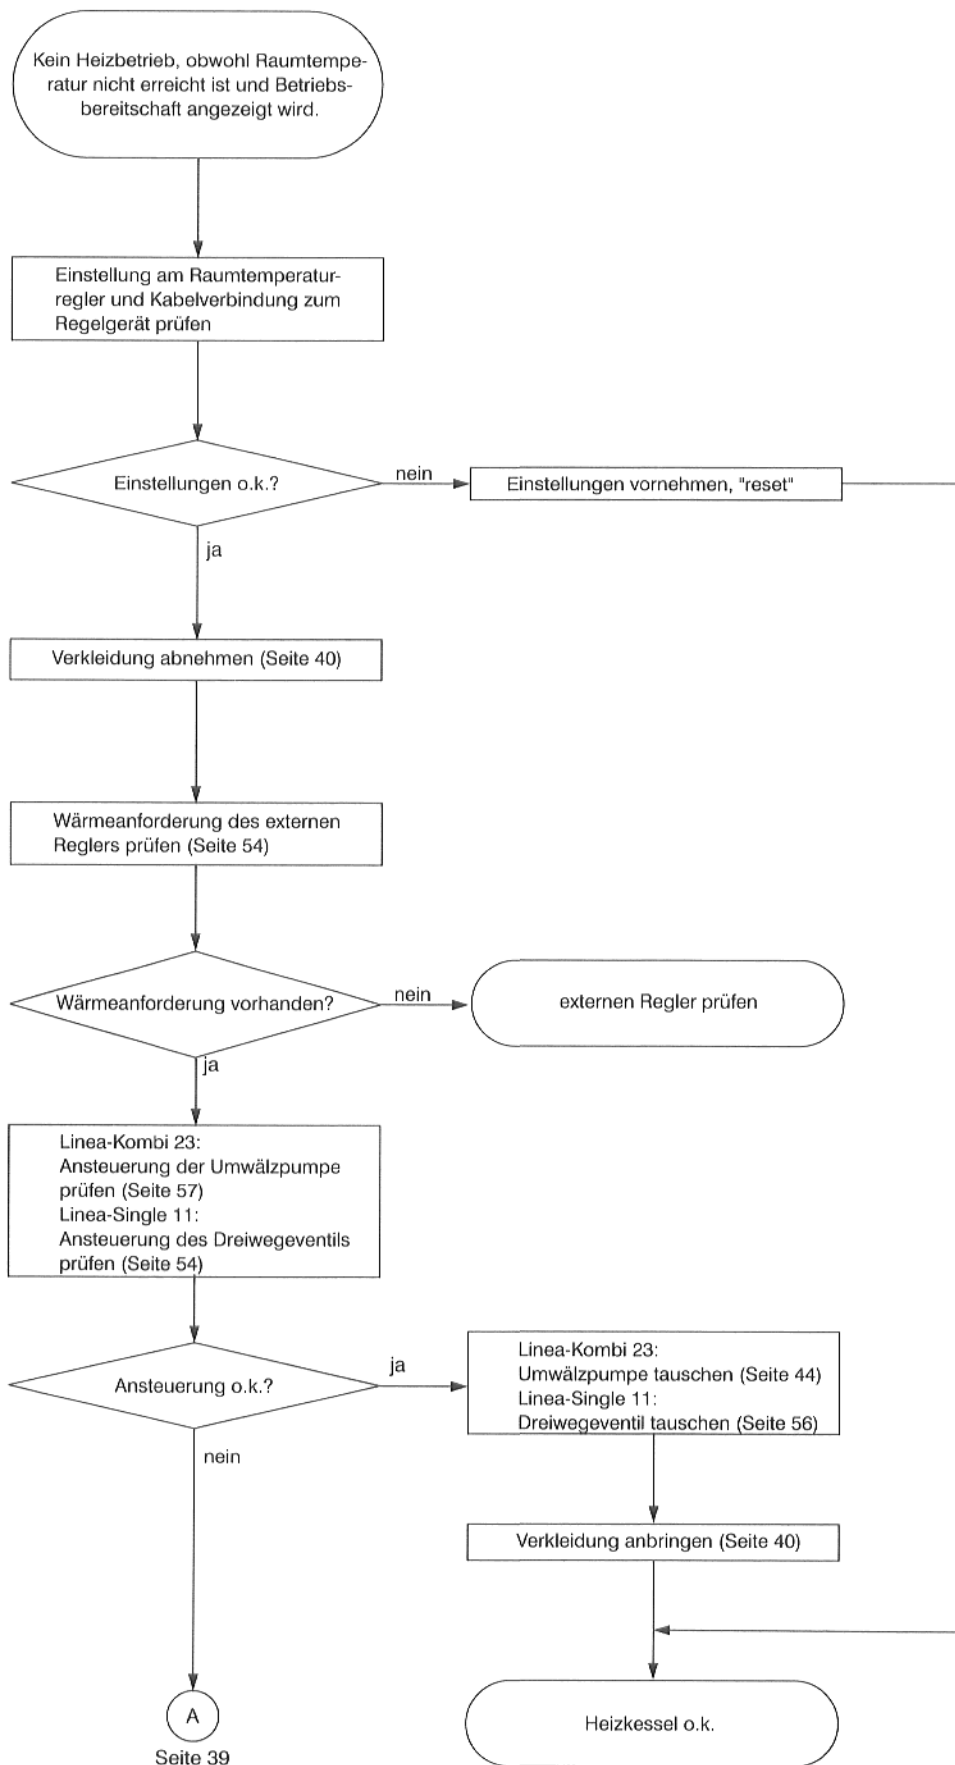 Kein Heizbetrieb, obwohl Raumtempe-
ratur nicht erreicht ist und Betriebs-
bereitschaft angezeigt wird.
Einstellung am Raumtemperatur-
regler und Kabelverbindung zum
Regelgerät prüfen
Einstellungen o.k.?
nein
Einstellungen vornehmen, "reset"
ja
Verkleidung abnehmen (Seite 40)
Wärmeanforderung des externen
Reglers prüfen (Seite 54)
Wärmeanforderung vorhanden?
nein
externen Regler prüfen
ja
Linea-Kombi 23:
Ansteuerung der Umwälzpumpe
prüfen (Seite 57)
Linea-Single 11:
Ansteuerung des Dreiwegeventils
prüfen (Seite 54)
Ansteuerung o.k.?
ja
Linea-Kombi 23:
Umwälzpumpe tauschen (Seite 44)
Linea-Single 11:
Dreiwegeventil tauschen (Seite 56)
nein
Verkleidung anbringen (Seite 40)
A
Seite 39
Heizkessel o.k.